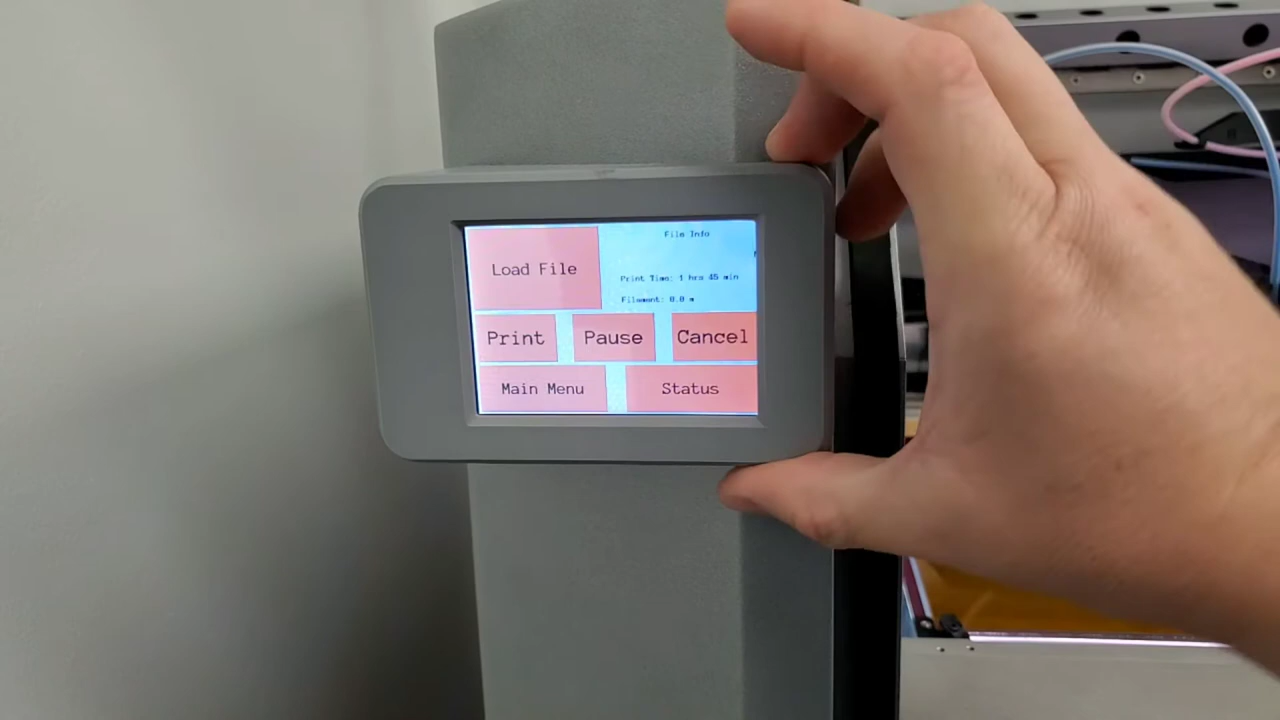 Load File
File Info
Print Time: 1 hrs 45 min
Filament: 0.0 m
Print
Pause
Cancel
Main Menu
Status